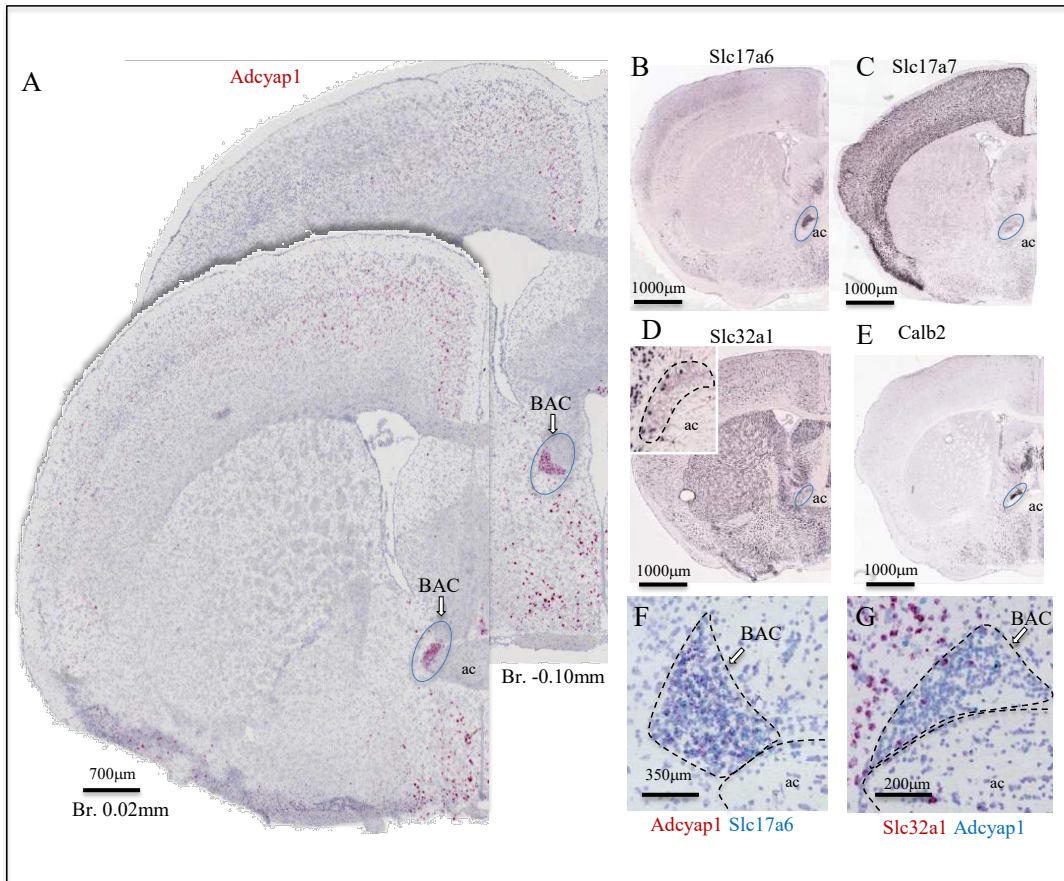 A
Adcyap1
BAC
BAC
ac
Br. -0.10mm
700μm
Br. 0.02mm
B
Slc17a6
ac
1000μm
C
Slc17a7
ac
1000μm
D
Slc32a1
ac
ac
1000μm
E
Calb2
ac
1000μm
F
BAC
350μm
ac
Adcyap1 Slc17a6
G
BAC
200μm
ac
Slc32a1 Adcyap1